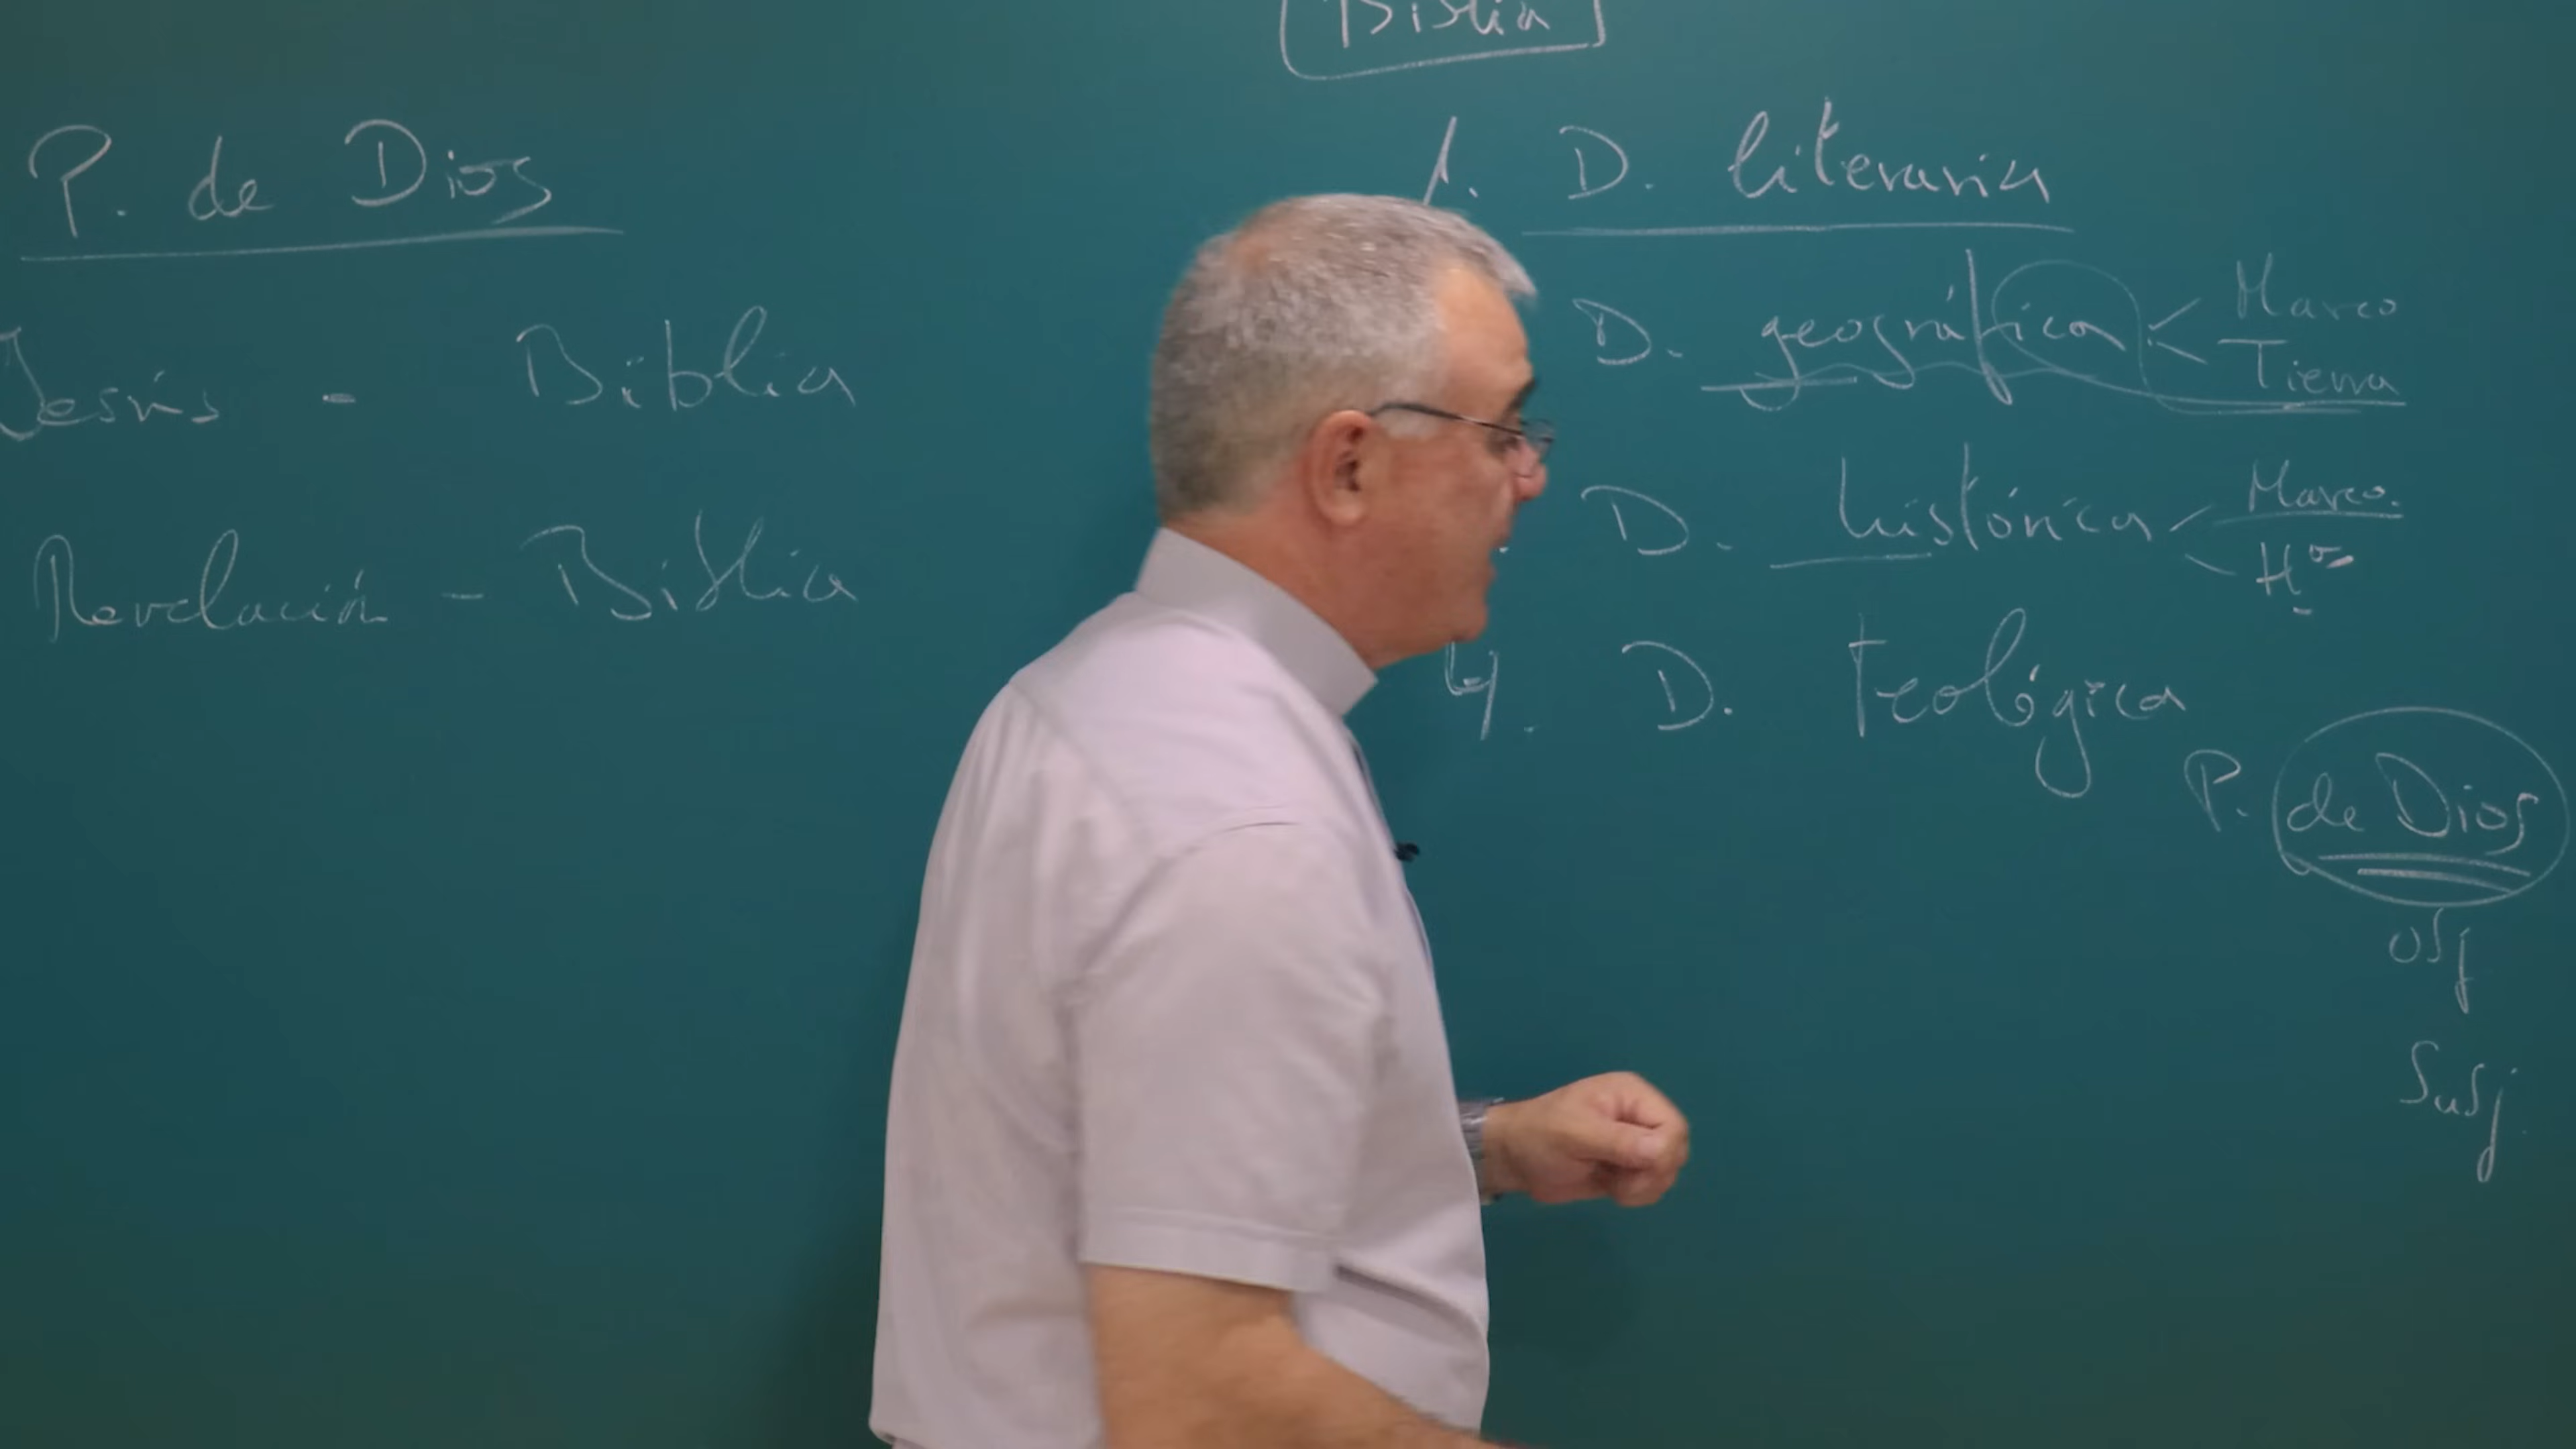 Biblia
P. de Dios
Jesús - Biblia
Revelación - Biblia
1. D. literaria
D. geográfica < Marco
Tierra
D. histórica < Marco.
Hª
4. D. Teológica
P. de Dios
Obj
Subj.